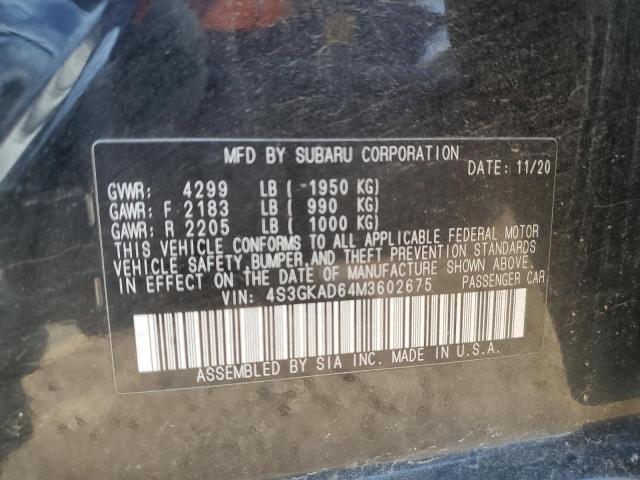 MFD BY SUBARU CORPORATION
DATE: 11/20
GVWR: 4299 LB ( 1950 KG)
GAWR: F 2183 LB ( 990 KG)
GAWR: R 2205 LB ( 1000 KG)
THIS VEHICLE CONFORMS TO ALL APPLICABLE FEDERAL MOTOR
VEHICLE SAFETY, BUMPER, AND THEFT PREVENTION STANDARDS
IN EFFECT ON THE DATE OF MANUFACTURE SHOWN ABOVE.
VIN: 4S3GKAD64M3602675 PASSENGER CAR
ASSEMBLED BY SIA INC. MADE IN U.S.A.